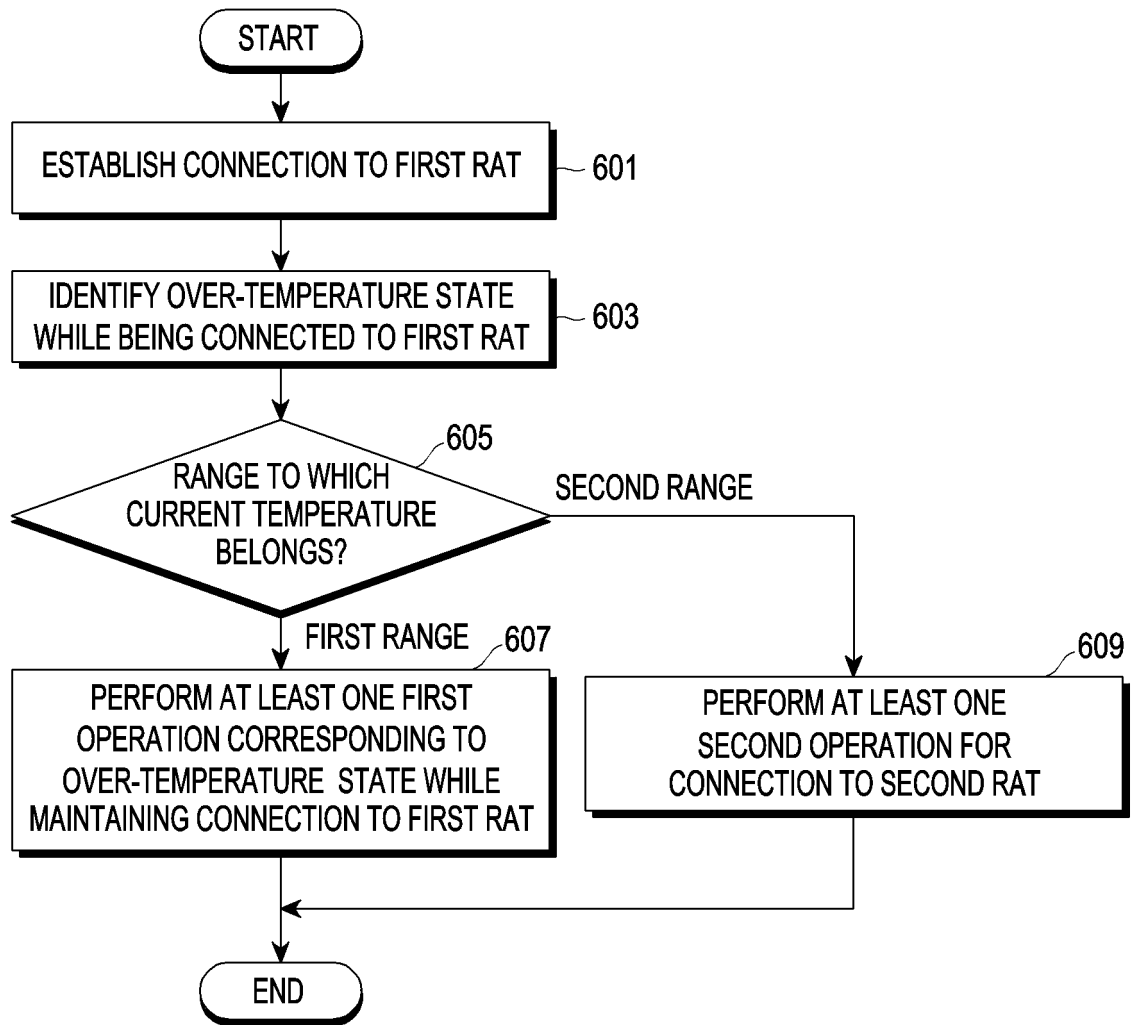 START
ESTABLISH CONNECTION TO FIRST RAT
601
IDENTIFY OVER-TEMPERATURE STATE
WHILE BEING CONNECTED TO FIRST RAT
603
605
RANGE TO WHICH
CURRENT TEMPERATURE
BELONGS?
SECOND RANGE
FIRST RANGE
607
PERFORM AT LEAST ONE FIRST
OPERATION CORRESPONDING TO
OVER-TEMPERATURE STATE WHILE
MAINTAINING CONNECTION TO FIRST RAT
609
PERFORM AT LEAST ONE
SECOND OPERATION FOR
CONNECTION TO SECOND RAT
END